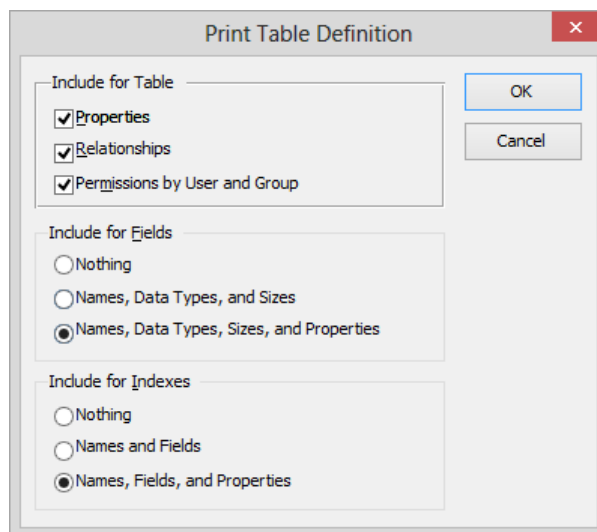 Print Table Definition
Include for Table
Properties
Relationships
Permissions by User and Group
OK
Cancel
Include for Fields
Nothing
Names, Data Types, and Sizes
Names, Data Types, Sizes, and Properties
Include for Indexes
Nothing
Names and Fields
Names, Fields, and Properties